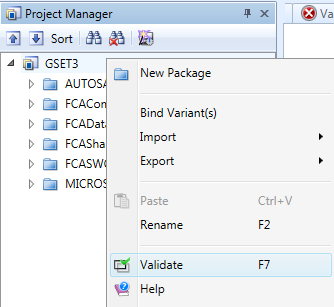 Project Manager
Va
Sort
GSET3
AUTOSA
FCACon
FCAData
FCASha
FCASWC
MICROS
New Package
Bind Variant(s)
Import
Export
Paste Ctrl+V
Rename F2
Validate F7
Help